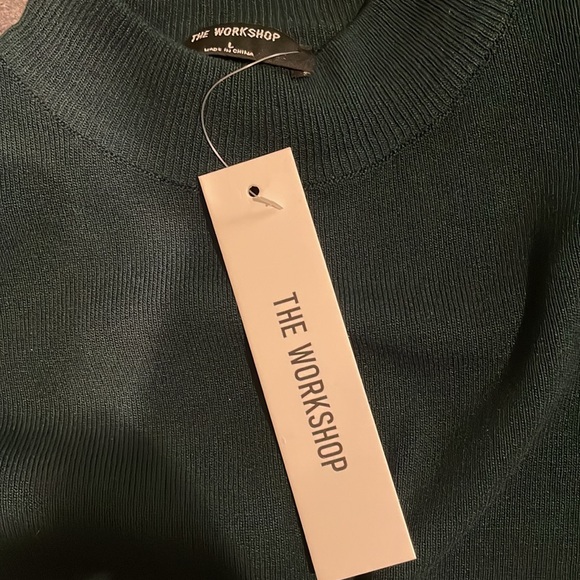 THE WORKSHOP
L
MADE IN CHINA
THE WORKSHOP